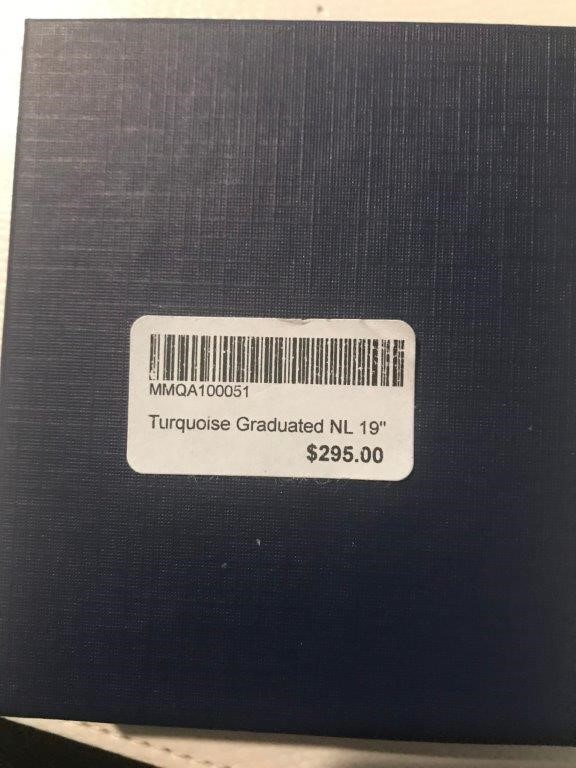 MMQA100051
Turquoise Graduated NL 19"
$295.00